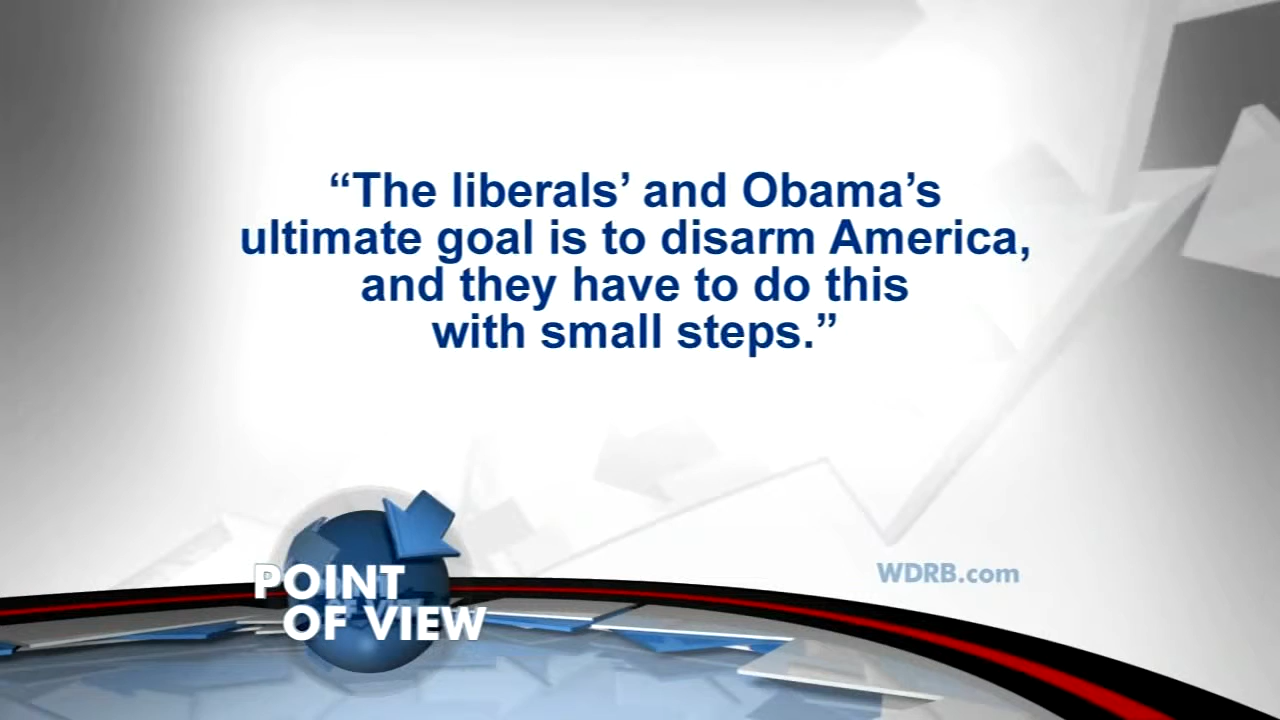 “The liberals’ and Obama’s
ultimate goal is to disarm America,
and they have to do this
with small steps.”
WDRB.com
POINT
OF VIEW